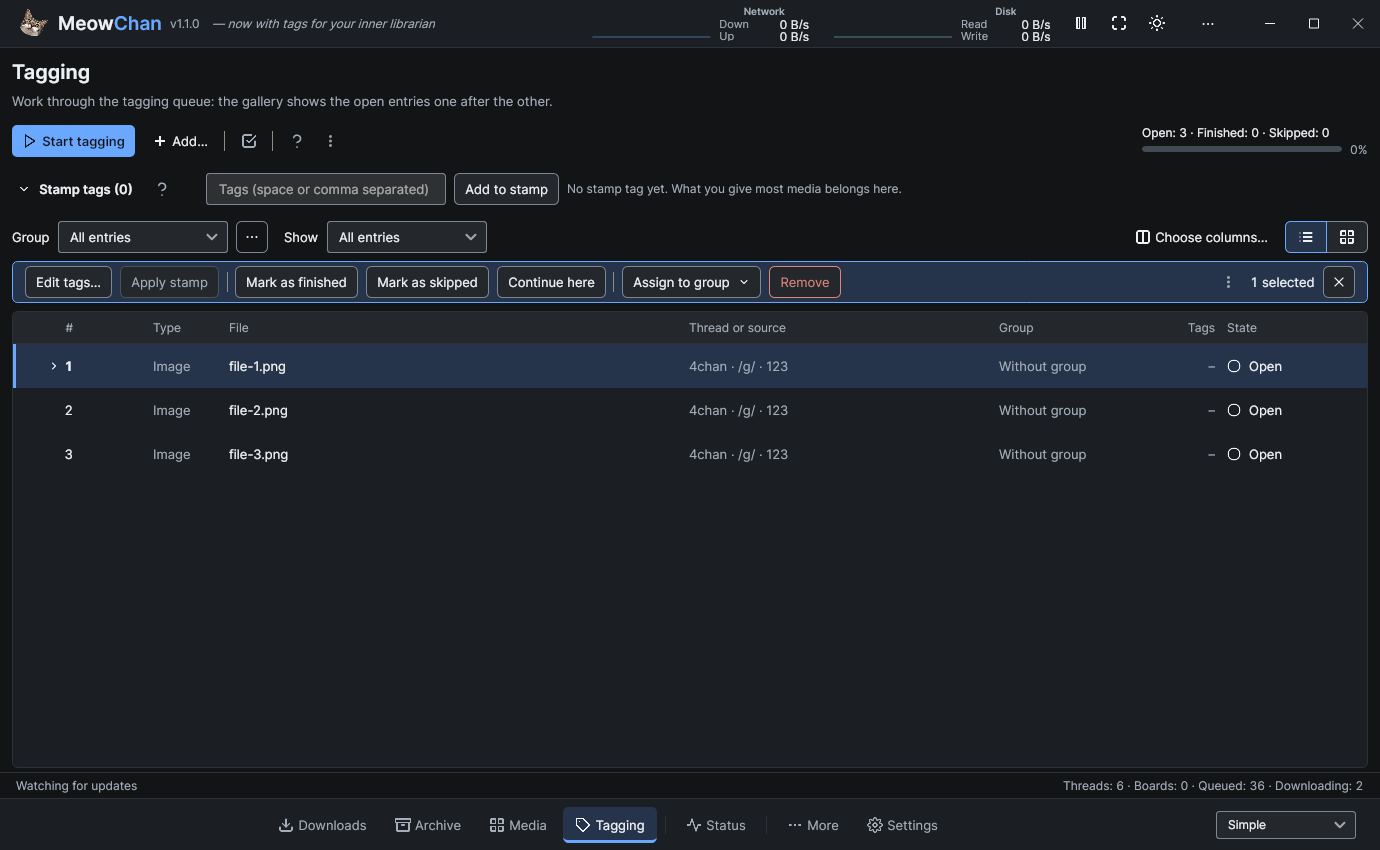 MeowChan v1.1.0 — now with tags for your inner librarian
Network
Down 0 B/s
Up 0 B/s
Disk
Read 0 B/s
Write 0 B/s
Tagging
Work through the tagging queue: the gallery shows the open entries one after the other.
Start tagging + Add... ?
Open: 3 · Finished: 0 · Skipped: 0
0%
Stamp tags (0) ? Tags (space or comma separated) Add to stamp No stamp tag yet. What you give most media belongs here.
Group All entries ... Show All entries Choose columns...
Edit tags... Apply stamp Mark as finished Mark as skipped Continue here Assign to group Remove 1 selected
# Type File Thread or source Group Tags State
1 Image file-1.png 4chan · /g/ · 123 Without group – Open
2 Image file-2.png 4chan · /g/ · 123 Without group – Open
3 Image file-3.png 4chan · /g/ · 123 Without group – Open
Watching for updates Threads: 6 · Boards: 0 · Queued: 36 · Downloading: 2
Downloads Archive Media Tagging Status More Settings Simple